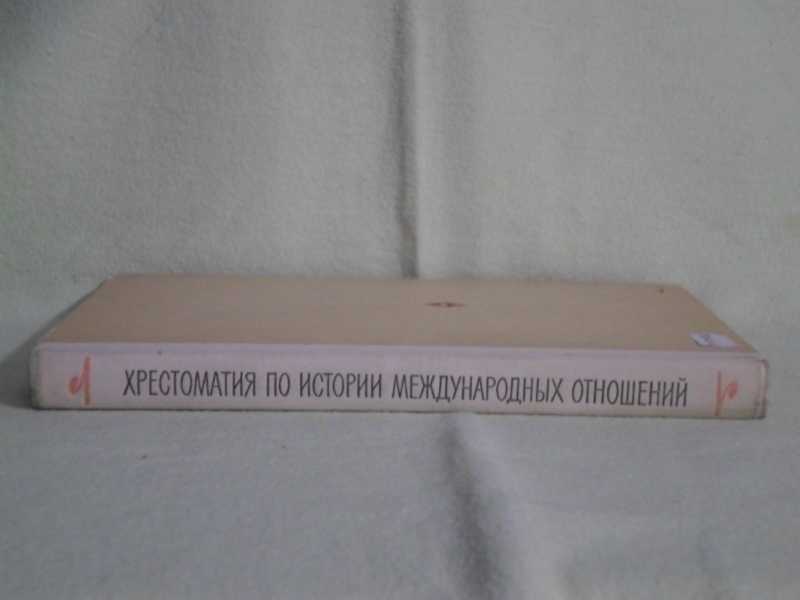 ХРЕСТОМАТИЯ ПО ИСТОРИИ МЕЖДУНАРОДНЫХ ОТНОШЕНИЙ